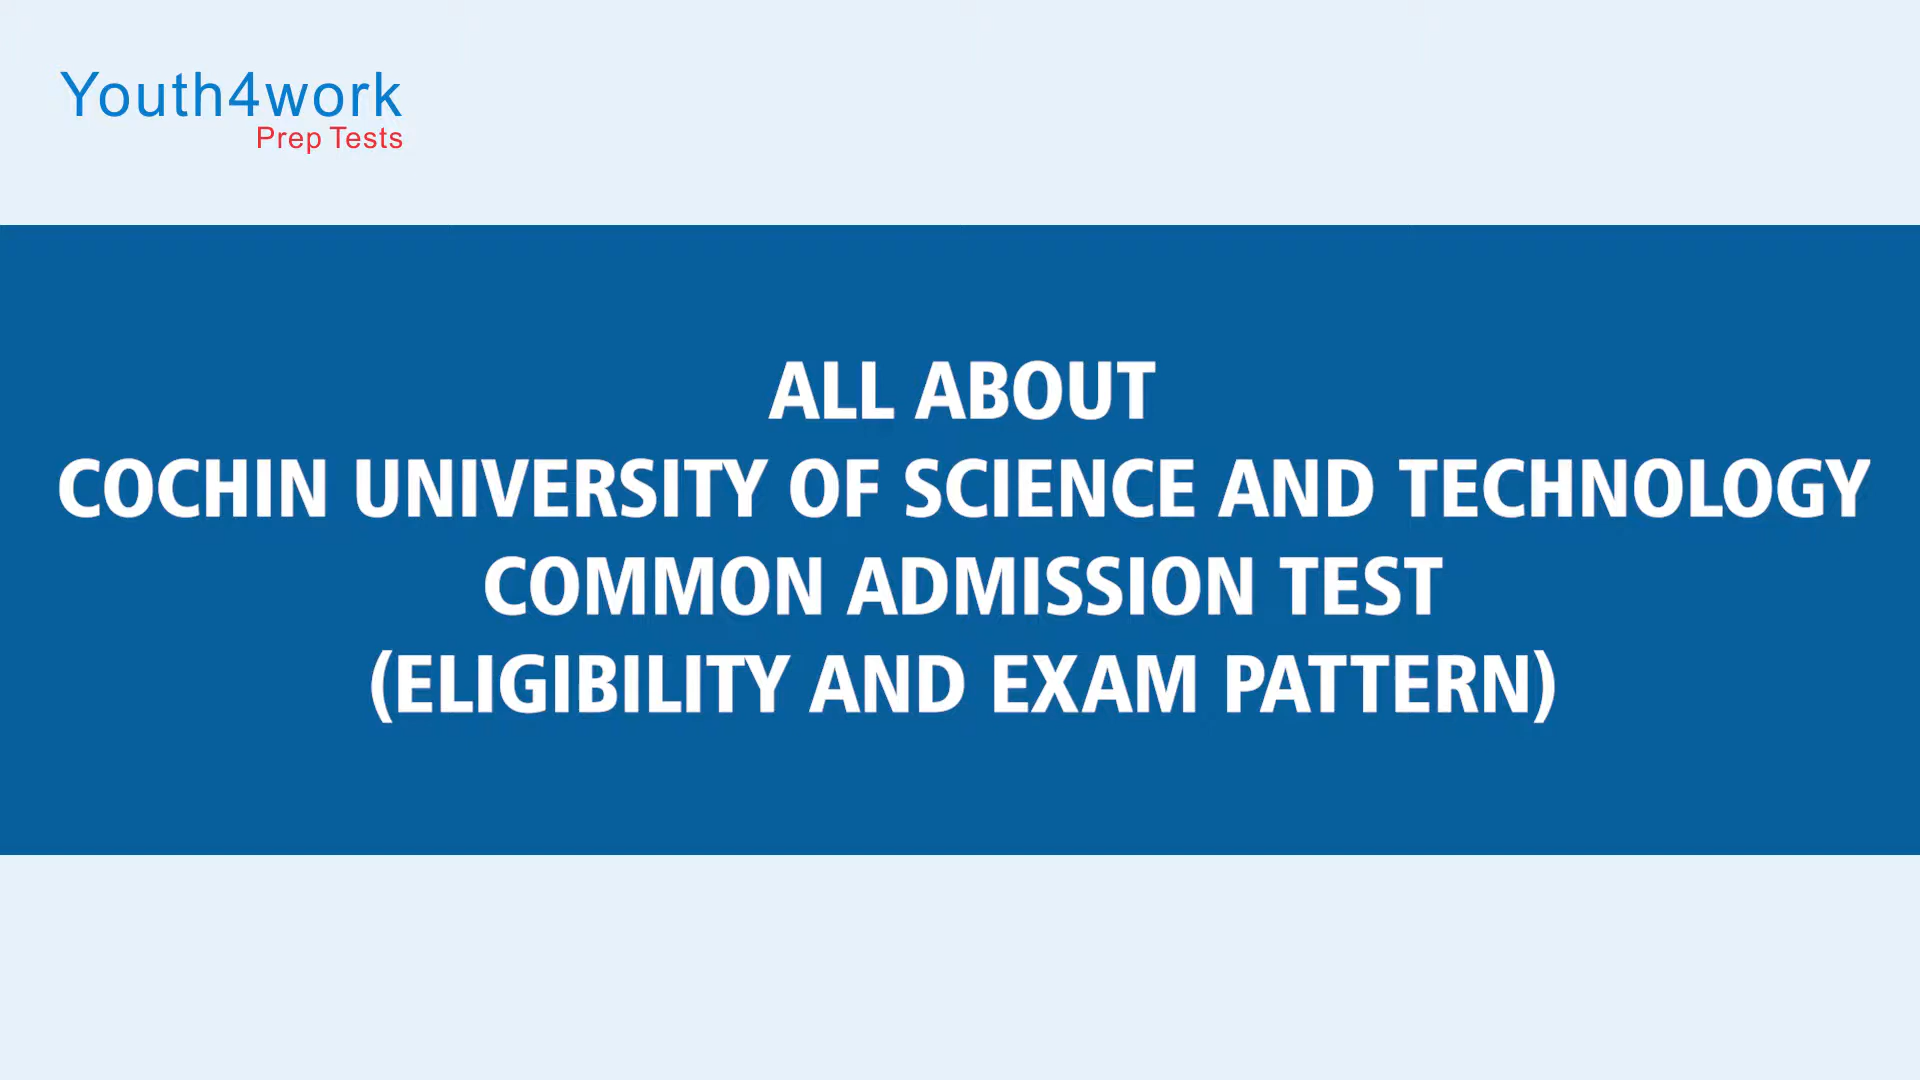 Youth4work
Prep Tests
ALL ABOUT
COCHIN UNIVERSITY OF SCIENCE AND TECHNOLOGY
COMMON ADMISSION TEST
(ELIGIBILITY AND EXAM PATTERN)